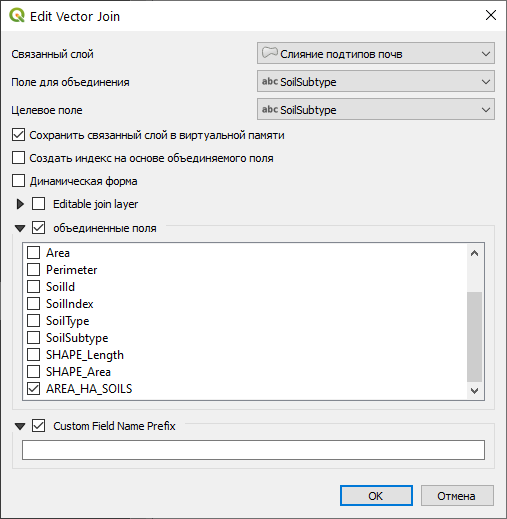 Edit Vector Join
Связанный слой
Слияние подтипов почв
Поле для объединения
abc SoilSubtype
Целевое поле
abc SoilSubtype
Сохранить связанный слой в виртуальной памяти
Создать индекс на основе объединяемого поля
Динамическая форма
Editable join layer
объединенные поля
Area
Perimeter
SoilId
SoilIndex
SoilType
SoilSubtype
SHAPE_Length
SHAPE_Area
AREA_HA_SOILS
Custom Field Name Prefix
OK
Отмена